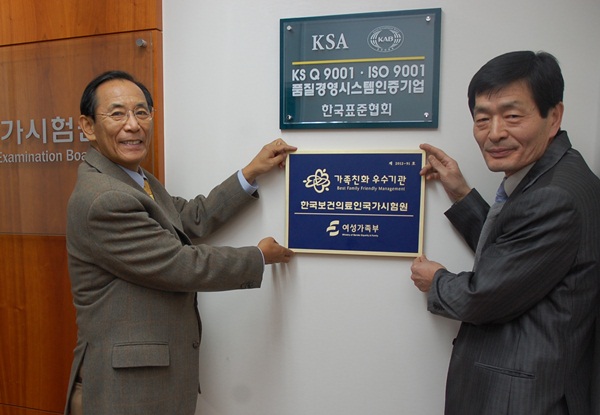 KSA
KAB
KS Q 9001 · ISO 9001
품질경영시스템인증기업
한국표준협회
가시험원
Examination Board
가족친화 우수기관
Best Family Friendly Management
한국보건의료인국가시험원
여성가족부